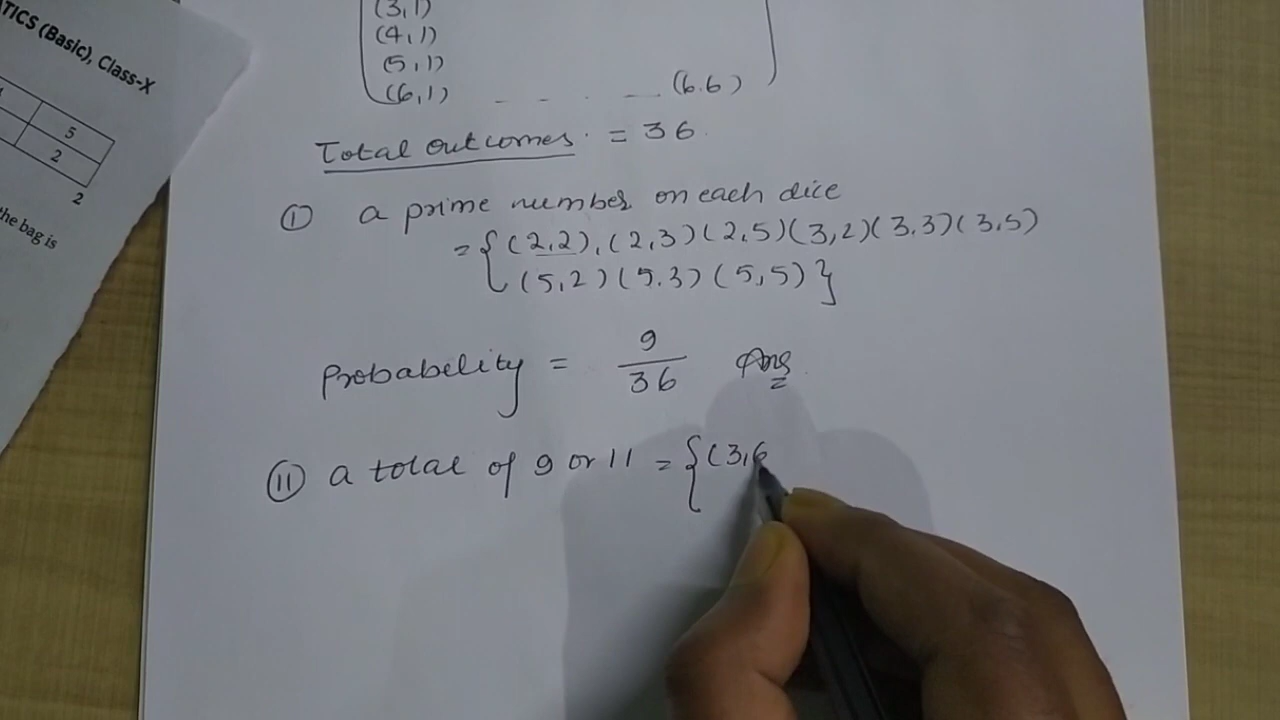 TICS (Basic), Class-X
5
2
2
the bag is
(3,1)
(4,1)
(5,1)
(6,1) _ _ . _ _ (6.6)
Total outcomes = 36.
(i) a prime number on each dice
= { (2,2), (2,3) (2,5) (3,2) (3,3) (3,5)
(5,2) (5,3) (5,5) }
Probability = 9/36 Ans
(ii) a total of 9 or 11 = { (3,6